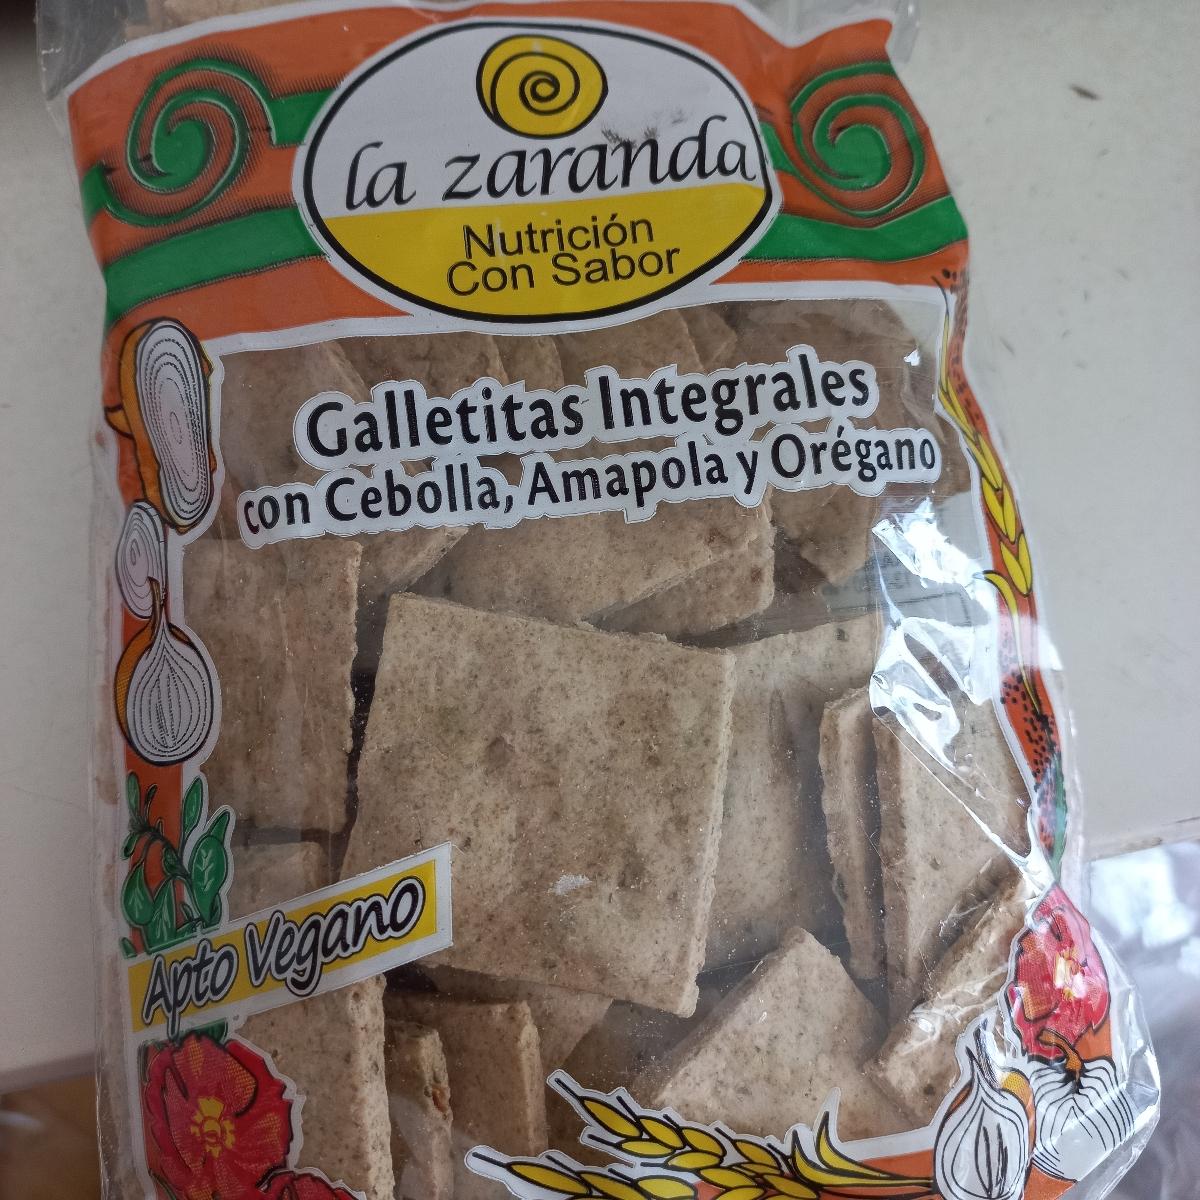 la zaranda
Nutrición
Con Sabor
Galletitas Integrales
con Cebolla, Amapola y Orégano
Apto Vegano